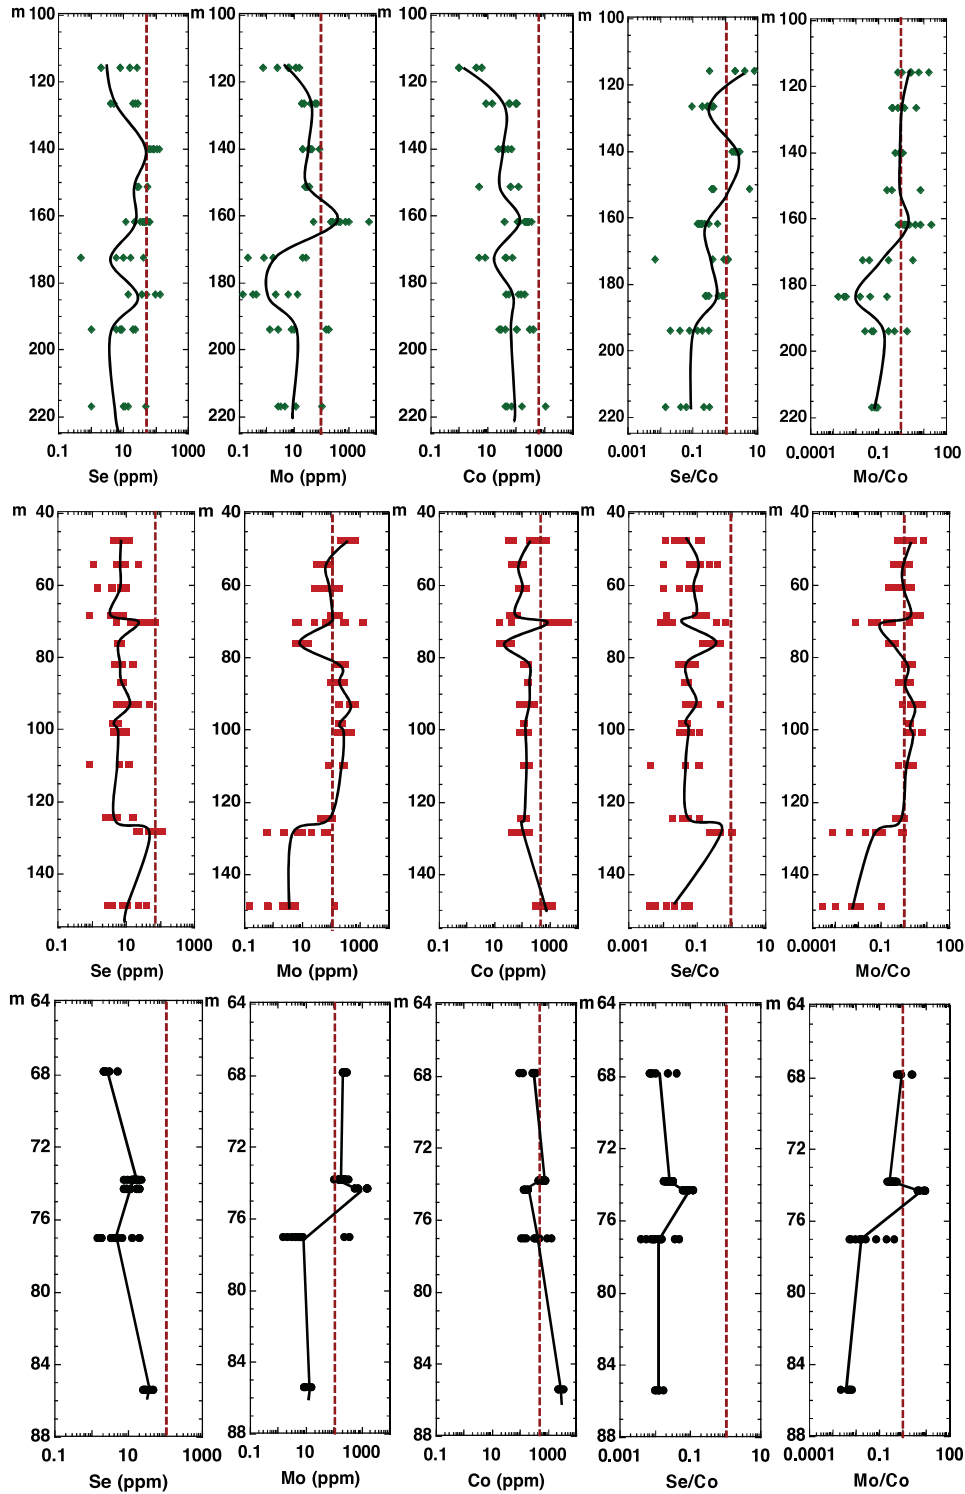 m 100 m 100 m 100 m 100 m 100
120 120 120 120 120
140 140 140 140 140
160 160 160 160 160
180 180 180 180 180
200 200 200 200 200
220 220 220 220 220
0.1 10 1000 0.1 10 1000 0.1 10 1000 0.001 0.1 10 0.0001 0.1 100
Se (ppm) Mo (ppm) Co (ppm) Se/Co Mo/Co
m 40 m 40 m 40 m 40 m 40
60 60 60 60 60
80 80 80 80 80
100 100 100 100 100
120 120 120 120 120
140 140 140 140 140
0.1 10 1000 0.1 10 1000 0.1 10 1000 0.001 0.1 10 0.0001 0.1 100
Se (ppm) Mo (ppm) Co (ppm) Se/Co Mo/Co
m 64 m 64 m 64 m 64 m 64
68 68 68 68 68
72 72 72 72 72
76 76 76 76 76
80 80 80 80 80
84 84 84 84 84
88 88 88 88 88
0.1 10 1000 0.1 10 1000 0.1 10 1000 0.001 0.1 10 0.0001 0.1 100
Se (ppm) Mo (ppm) Co (ppm) Se/Co Mo/Co